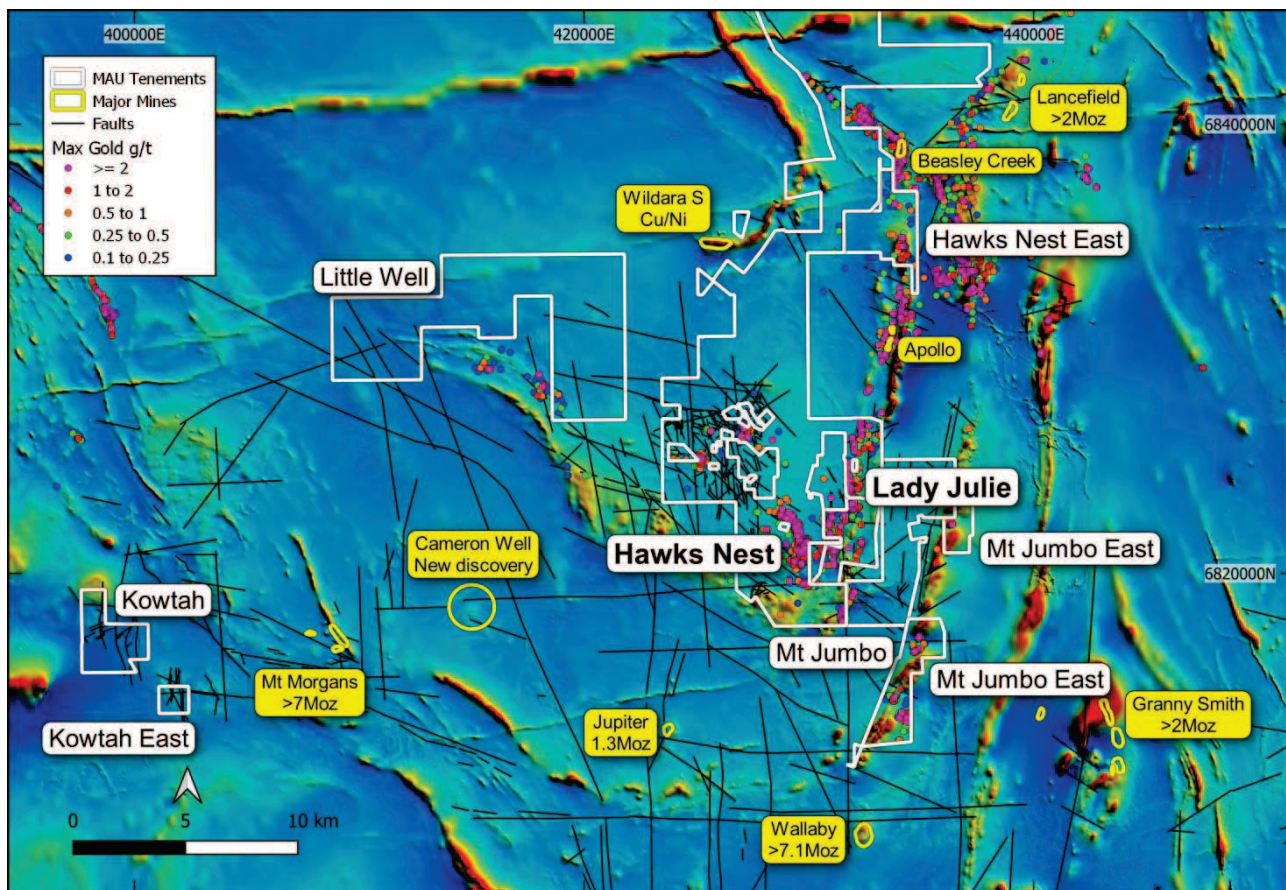 400000E
420000E
440000E
MAU Tenements
Major Mines
Faults
Max Gold g/t
>= 2
1 to 2
0.5 to 1
0.25 to 0.5
0.1 to 0.25
Lancefield
>2Moz
6840000N
Beasley Creek
Wildara S
Cu/Ni
Hawks Nest East
Little Well
Apollo
Lady Julie
Cameron Well
New discovery
Hawks Nest
Mt Jumbo East
6820000N
Kowtah
Mt Jumbo
Mt Morgans
>7Moz
Mt Jumbo East
Granny Smith
>2Moz
Jupiter
1.3Moz
Kowtah East
0
5
10 km
Wallaby
>7.1Moz